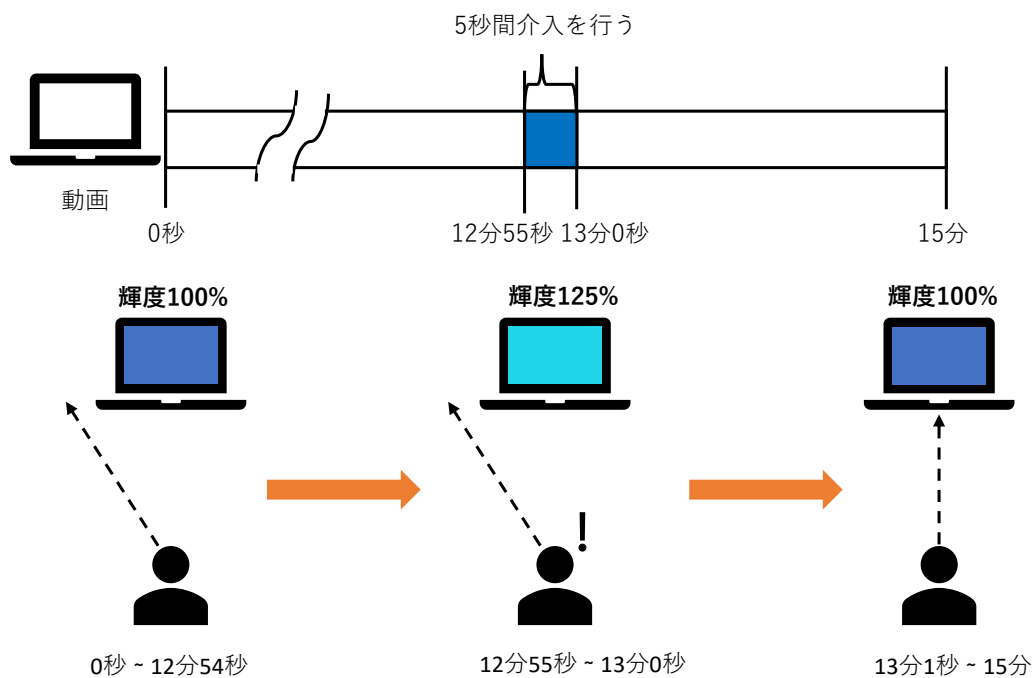 5秒間介入を行う
動画
0秒
12分55秒 13分0秒
15分
輝度100%
輝度125%
輝度100%
!
0秒 ~ 12分54秒
12分55秒 ~ 13分0秒
13分1秒 ~ 15分